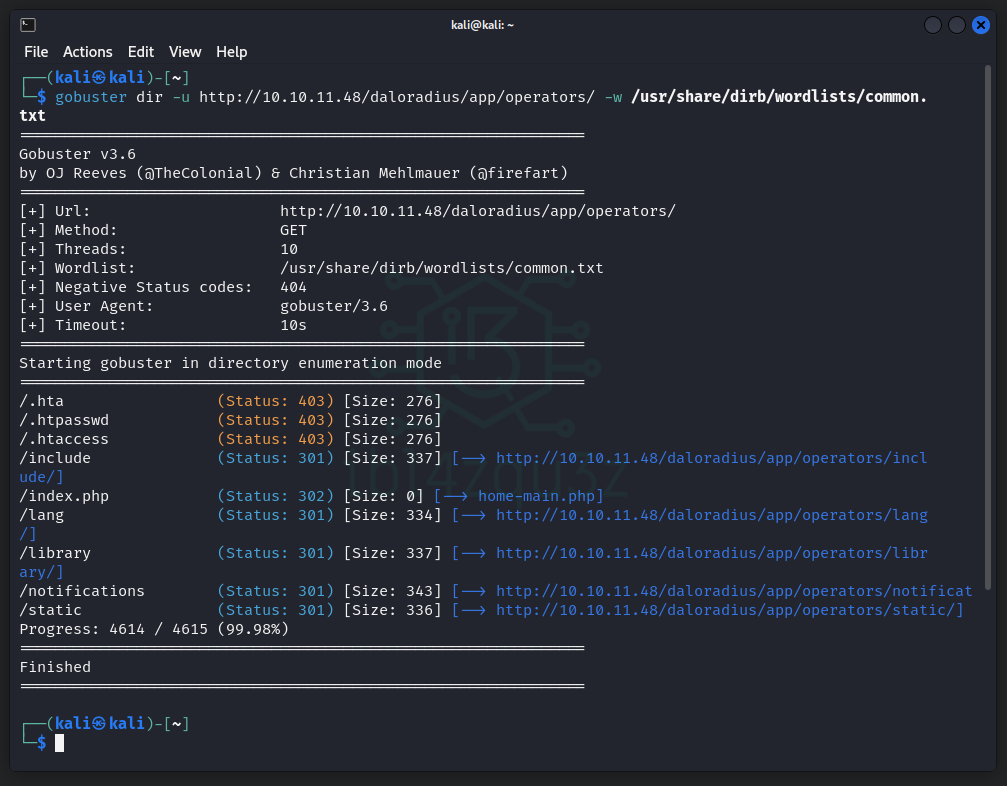 kali@kali: ~
File Actions Edit View Help
┌──(kali㉿kali)-[~]
└─$ gobuster dir -u http://10.10.11.48/daloradius/app/operators/ -w /usr/share/dirb/wordlists/common.
txt
===============================================================
Gobuster v3.6
by OJ Reeves (@TheColonial) & Christian Mehlmauer (@firefart)
===============================================================
[+] Url:                     http://10.10.11.48/daloradius/app/operators/
[+] Method:                  GET
[+] Threads:                 10
[+] Wordlist:                /usr/share/dirb/wordlists/common.txt
[+] Negative Status codes:   404
[+] User Agent:              gobuster/3.6
[+] Timeout:                 10s
===============================================================
Starting gobuster in directory enumeration mode
===============================================================
/.hta                 (Status: 403) [Size: 276]
/.htpasswd            (Status: 403) [Size: 276]
/.htaccess            (Status: 403) [Size: 276]
/include              (Status: 301) [Size: 337] [--> http://10.10.11.48/daloradius/app/operators/incl
ude/]
/index.php            (Status: 302) [Size: 0] [--> home-main.php]
/lang                 (Status: 301) [Size: 334] [--> http://10.10.11.48/daloradius/app/operators/lang
/]
/library              (Status: 301) [Size: 337] [--> http://10.10.11.48/daloradius/app/operators/libr
ary/]
/notifications        (Status: 301) [Size: 343] [--> http://10.10.11.48/daloradius/app/operators/notificat
/static               (Status: 301) [Size: 336] [--> http://10.10.11.48/daloradius/app/operators/static/]
Progress: 4614 / 4615 (99.98%)
===============================================================
Finished
===============================================================
┌──(kali㉿kali)-[~]
└─$